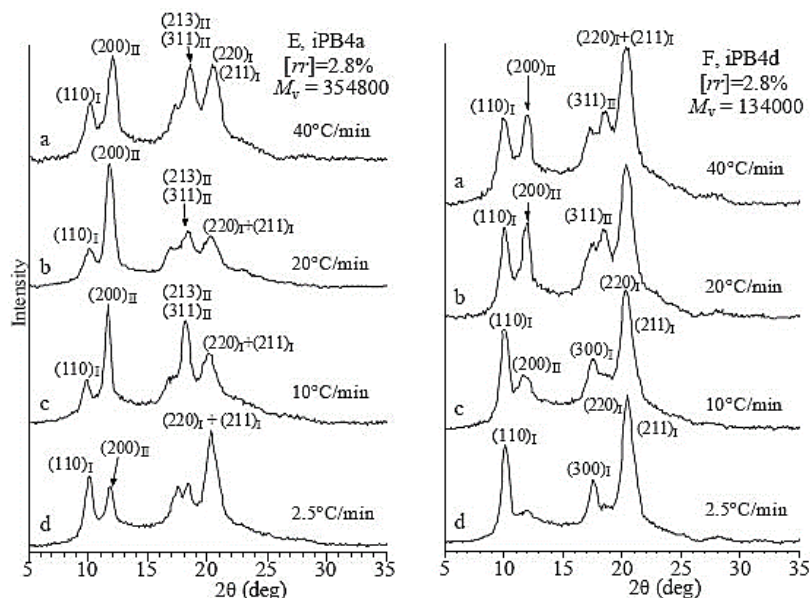 E, iPB4a
[rr]=2.8%
Mv = 354800
(110)I
(200)II
(213)II
(311)II
(220)I
(211)I
a
40°C/min
(110)I
(200)II
(213)II
(311)II
(220)I+(211)I
b
20°C/min
(110)I
(200)II
(213)II
(311)II
(220)I+(211)I
c
10°C/min
(110)I
(200)II
(220)I + (211)I
d
2.5°C/min
Intensity
5 10 15 20 25 30 35
2θ (deg)
F, iPB4d
[rr]=2.8%
Mv = 134000
(110)I
(200)II
(311)II
(220)I+(211)I
a
40°C/min
(110)I
(200)II
(311)II
b
20°C/min
(110)I
(200)II
(300)I
(220)I
(211)I
c
10°C/min
(110)I
(300)I
(220)I
(211)I
d
2.5°C/min
5 10 15 20 25 30 35
2θ (deg)